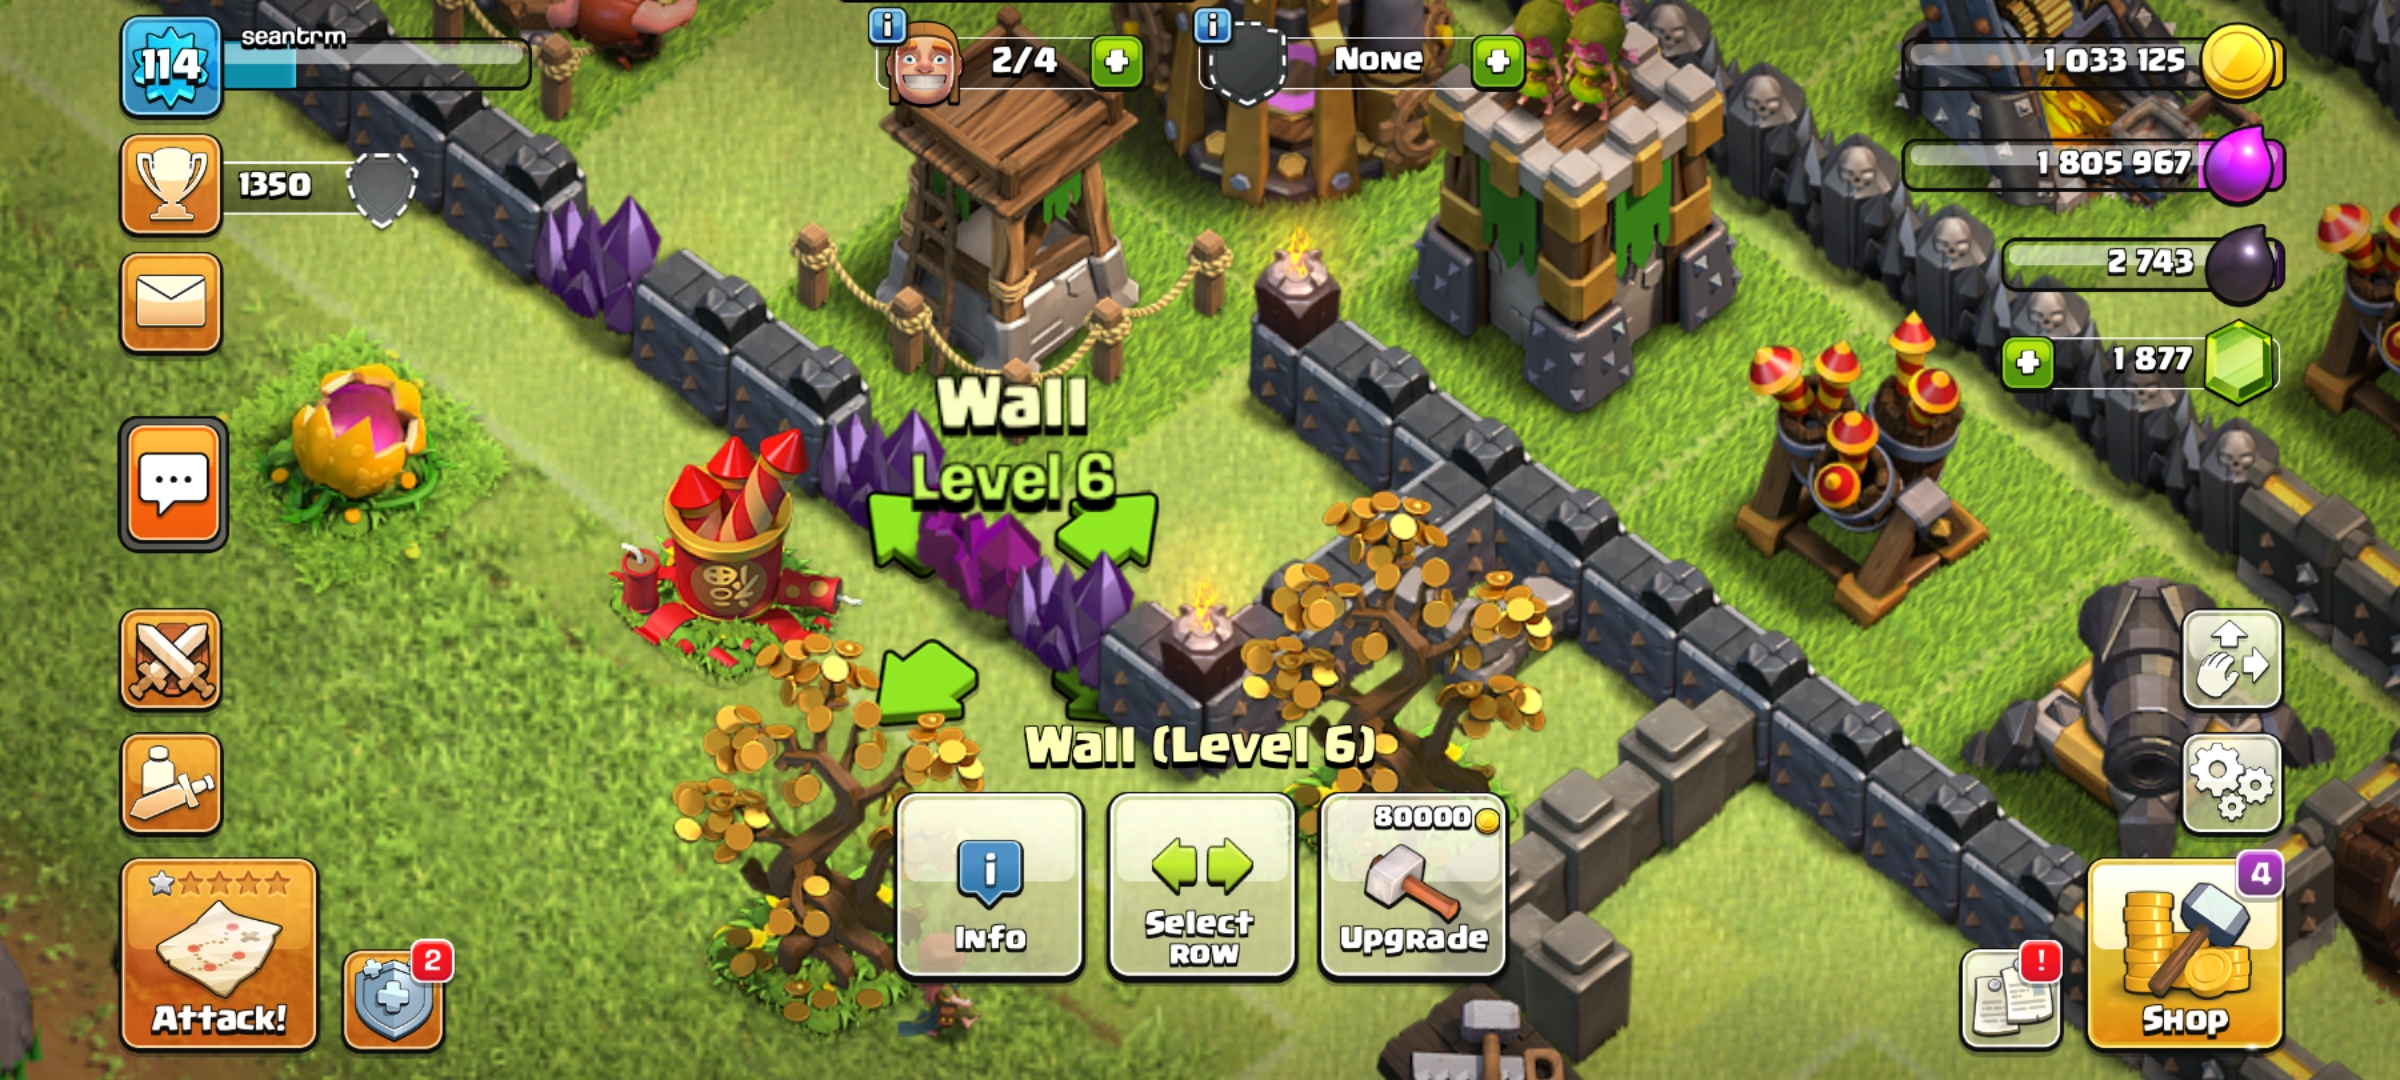 seantrm
114
2/4
None
1 033 125
1350
1 805 967
2 743
1 877
Wall
Level 6
Wall (Level 6)
80000
Info
Select
Row
Upgrade
4
2
!
Attack!
Shop